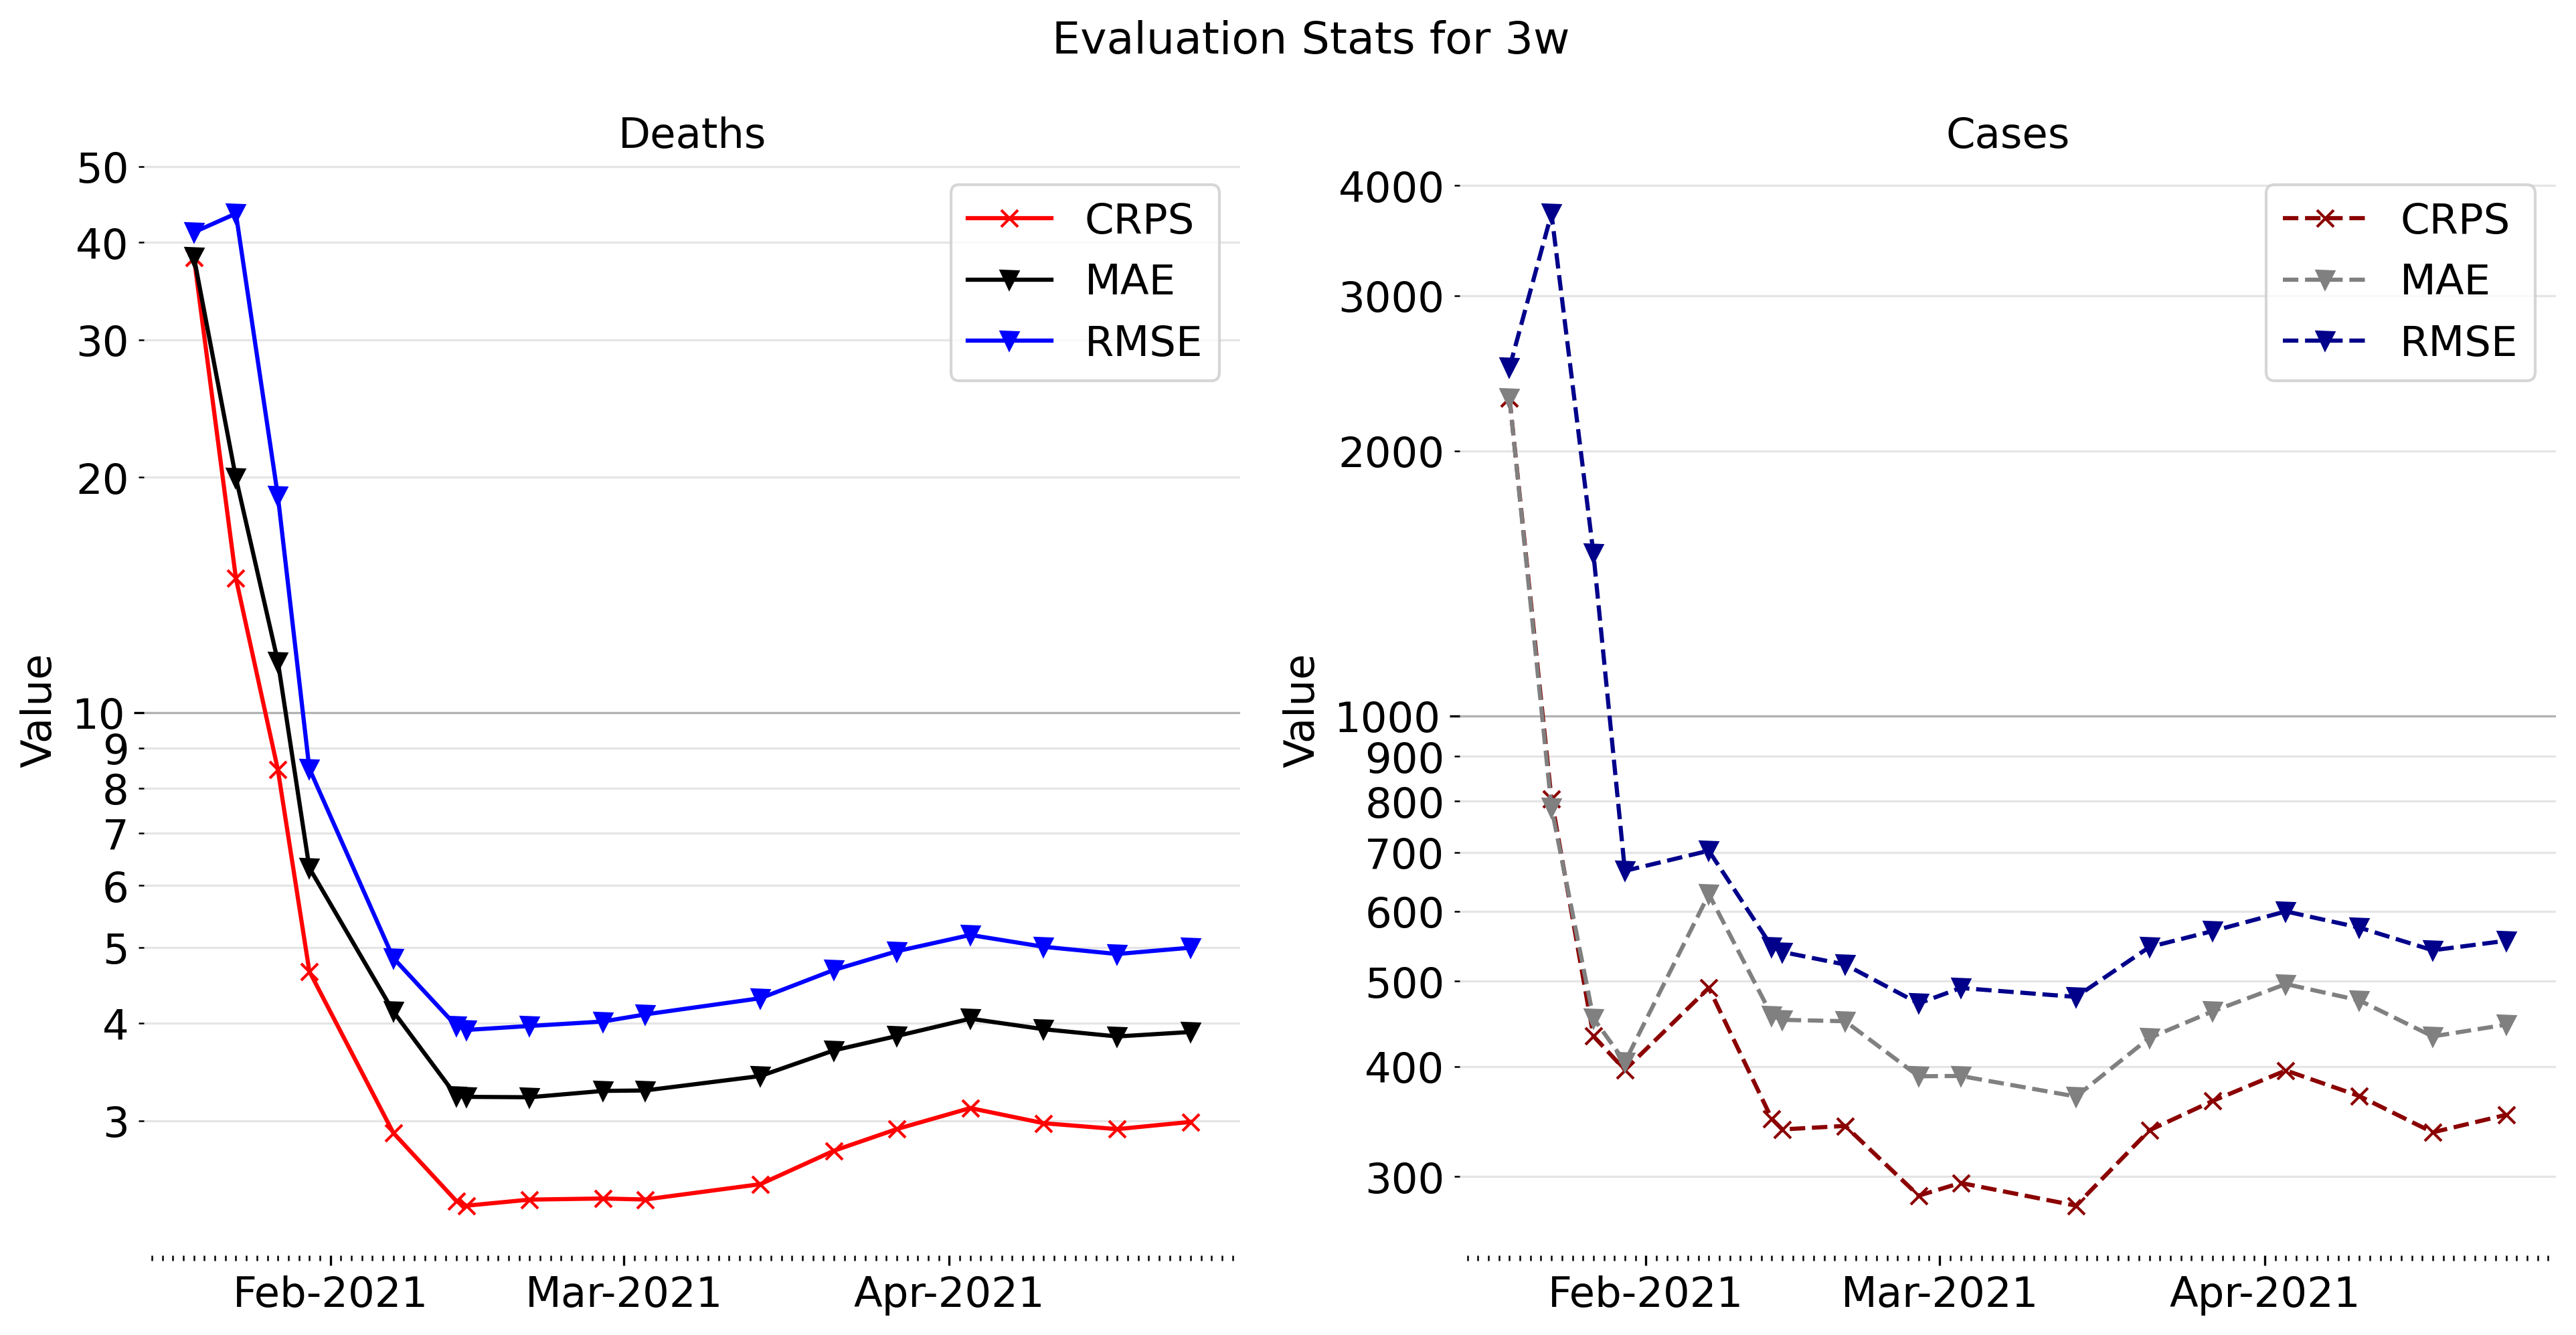 Evaluation Stats for 3w
Deaths
Value
50
40
30
20
10
9
8
7
6
5
4
3
Feb-2021
Mar-2021
Apr-2021
CRPS
MAE
RMSE
Cases
Value
4000
3000
2000
1000
900
800
700
600
500
400
300
Feb-2021
Mar-2021
Apr-2021
CRPS
MAE
RMSE